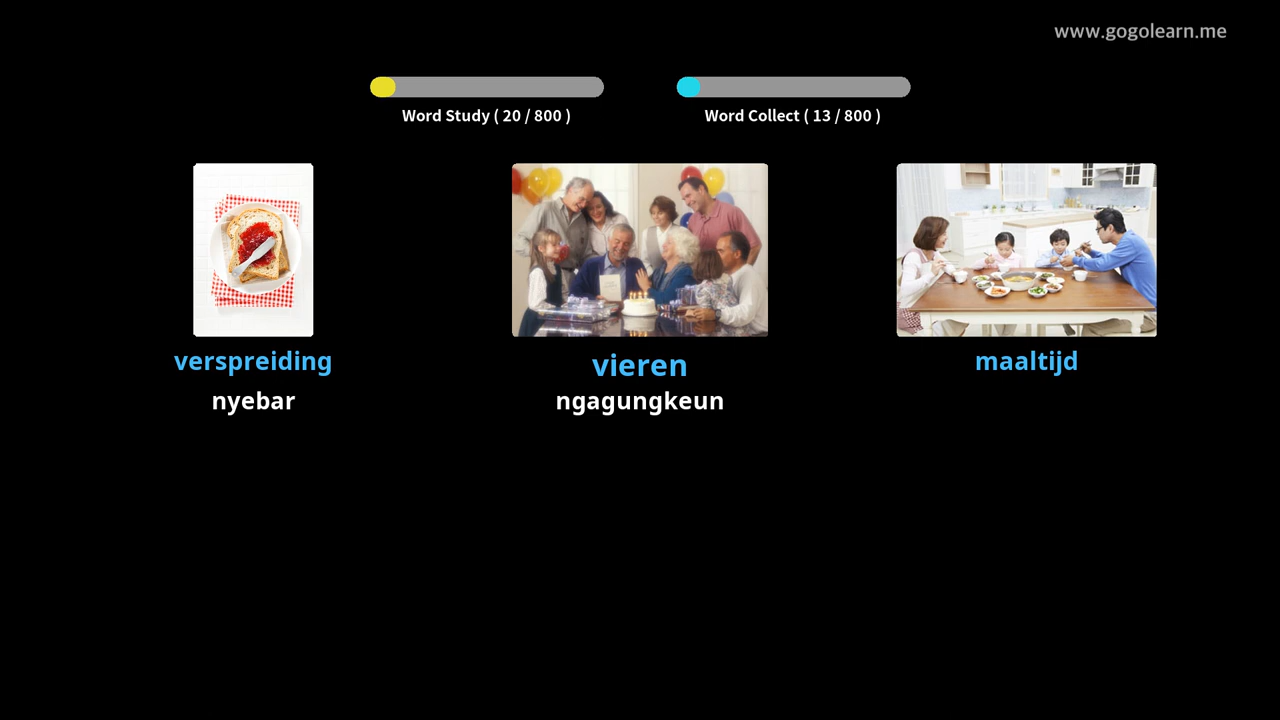 www.gogolearn.me
Word Study ( 20 / 800 )
Word Collect ( 13 / 800 )
verspreiding
nyebar
vieren
ngagungkeun
maaltijd